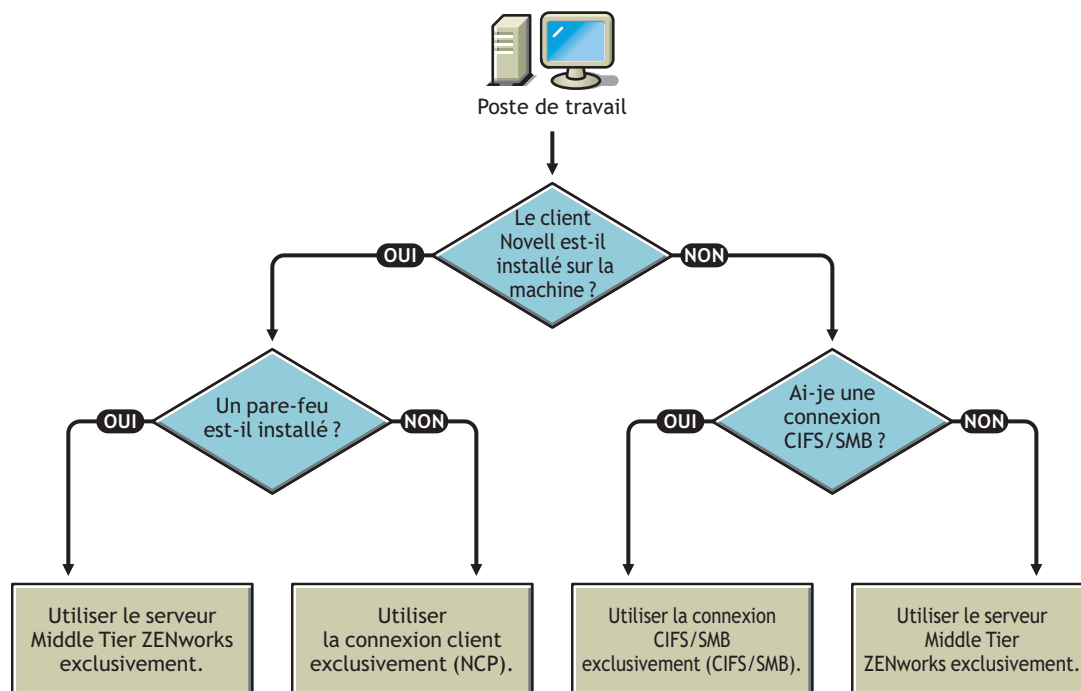 Poste de travail
Le client
Novell est-il
installé sur la
machine ?
OUI
NON
Un pare-feu
est-il installé ?
OUI
NON
Ai-je une
connexion
CIFS/SMB ?
OUI
NON
Utiliser le serveur
Middle Tier ZENworks
exclusivement.
Utiliser
la connexion client
exclusivement (NCP).
Utiliser la connexion
CIFS/SMB
exclusivement (CIFS/SMB).
Utiliser le serveur
Middle Tier
ZENworks exclusivement.